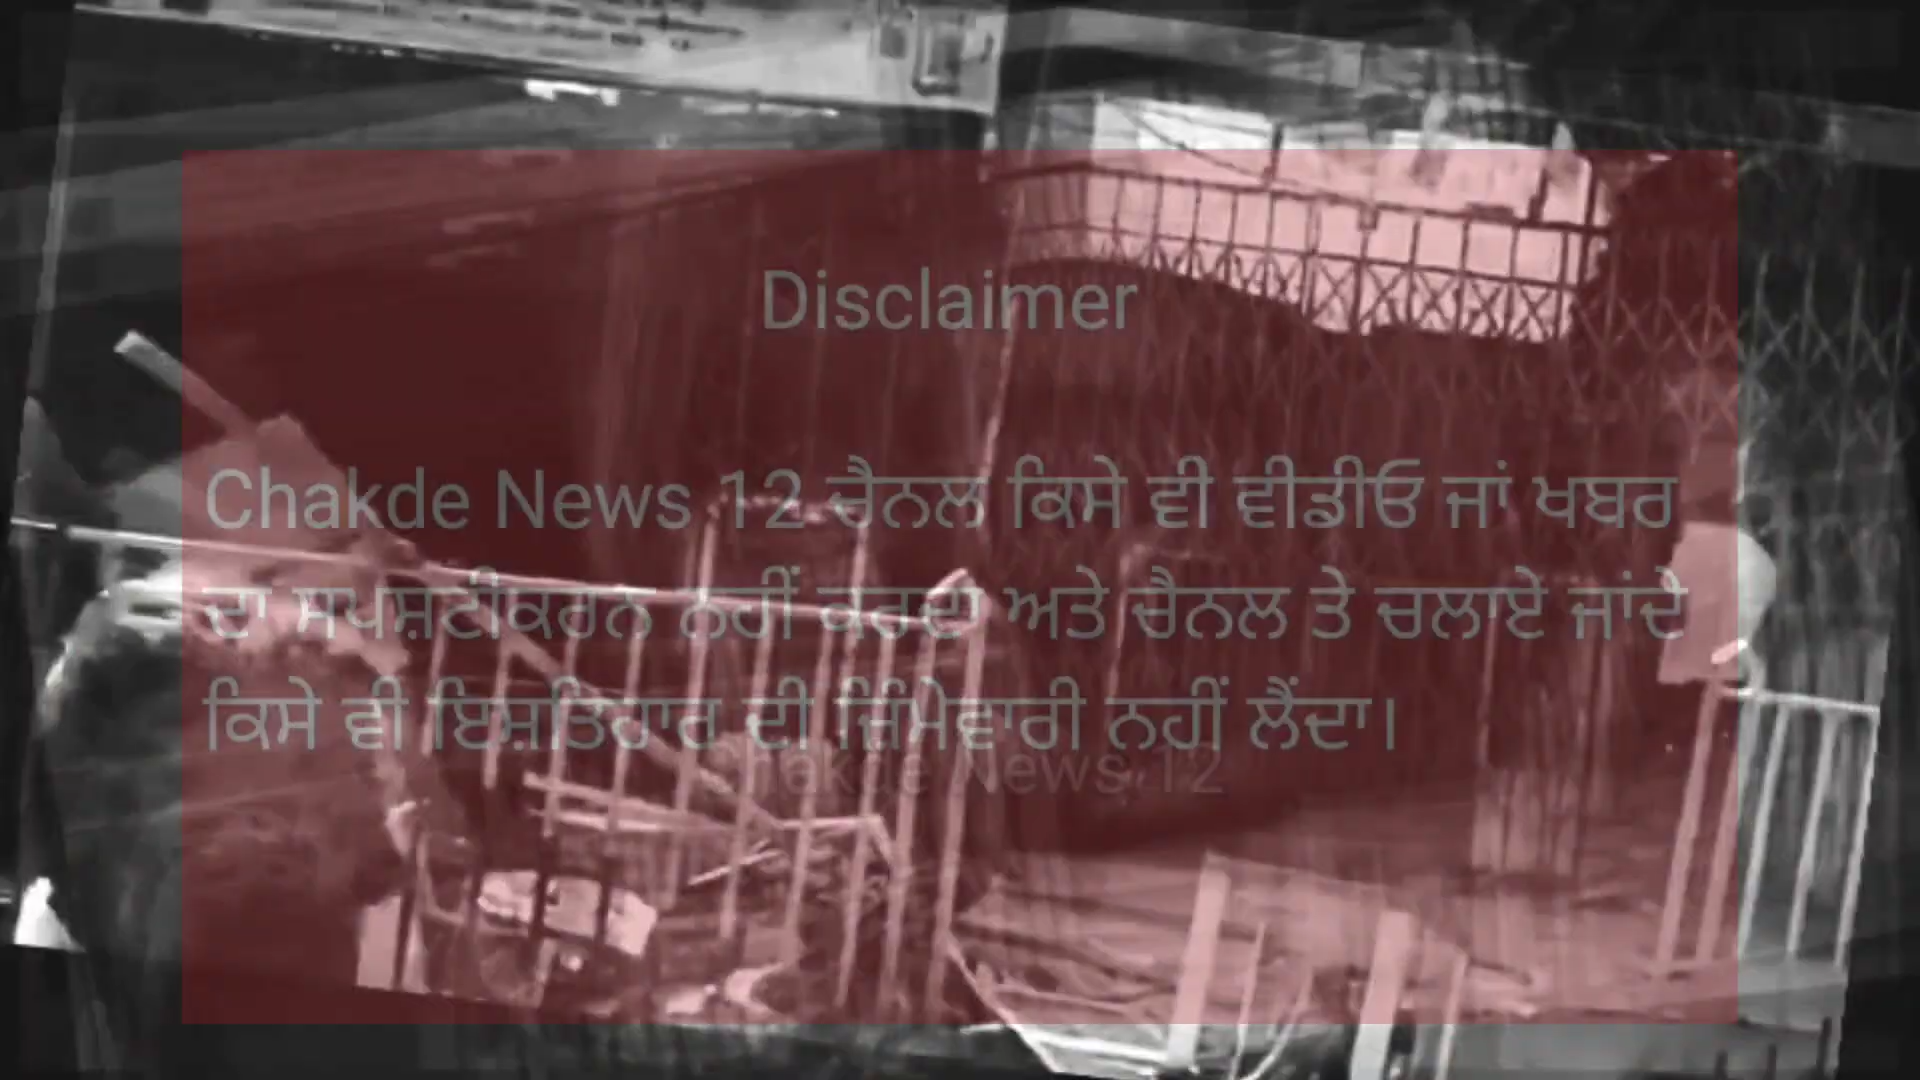 Disclaimer
Chakde News 12 ਚੈਨਲ ਕਿਸੇ ਵੀ ਵੀਡੀਓ ਜਾਂ ਖਬਰ
ਦਾ ਸਪਸ਼ਟੀਕਰਨ ਨਹੀਂ ਕਰਦਾ ਅਤੇ ਚੈਨਲ ਤੇ ਚਲਾਏ ਜਾਂਦੇ
ਕਿਸੇ ਵੀ ਇਸ਼ਤਿਹਾਰ ਦੀ ਜ਼ਿੰਮੇਵਾਰੀ ਨਹੀਂ ਲੈਂਦਾ।
Chakde News 12